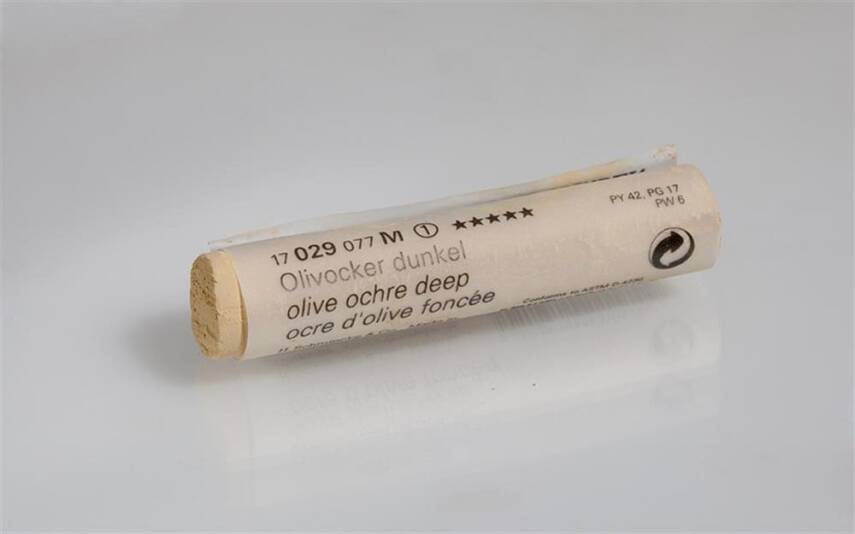 17 029 077 M ① ★★★★★
Olivocker dunkel
olive ochre deep
ocre d'olive foncée
PY 42, PG 17
PW 6